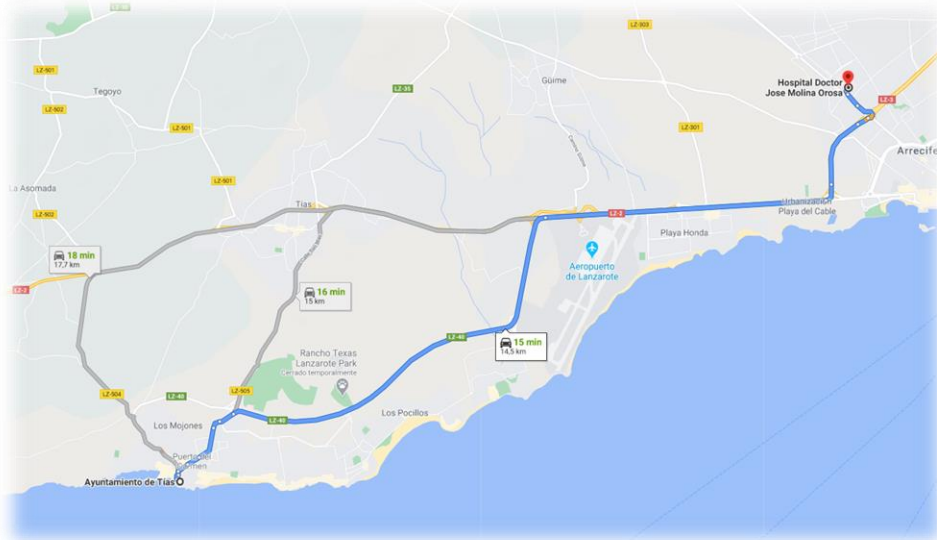 LZ-501
Tegoyo
LZ-502
LZ-501
La Asomada
LZ-501
LZ-502
LZ-35
Güime
LZ-503
Camino Güime
LZ-301
Hospital Doctor
Jose Molina Orosa
LZ-3
Arrecife
Tías
Urbanización
Playa del Cable
LZ-2
Playa Honda
18 min
17,7 km
LZ-2
16 min
15 km
Aeropuerto
de Lanzarote
LZ-40
15 min
14,5 km
Rancho Texas
Lanzarote Park
Cerrado temporalmente
LZ-504
LZ-40
LZ-505
LZ-40
Los Pocillos
Los Mojones
Puerto del
Carmen
Ayuntamiento de Tías